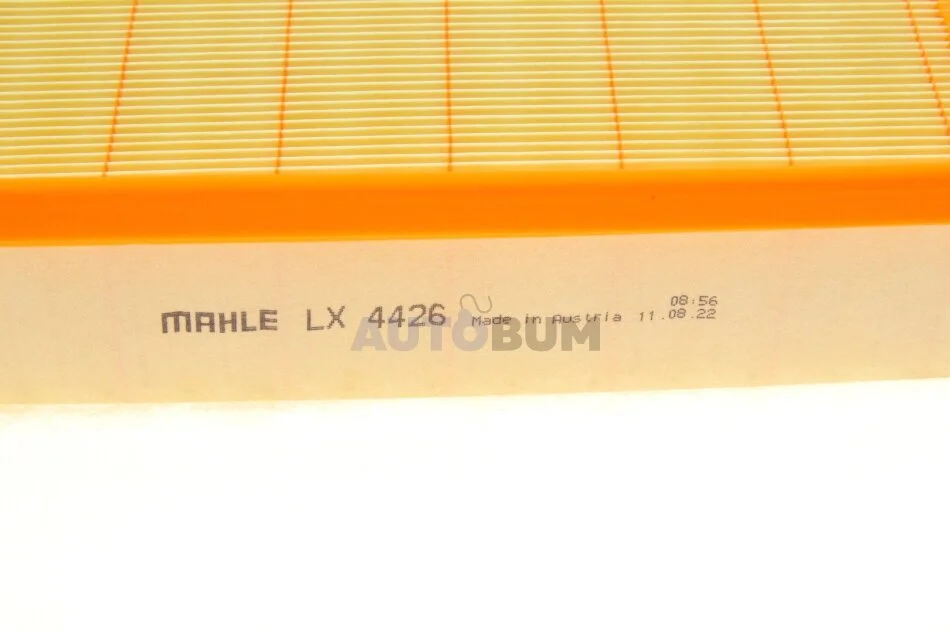 08:56
MAHLE LX 4426 Made in Austria 11.08.22
AUTOBUM